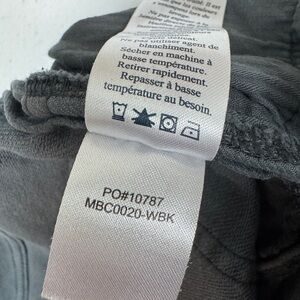 délicat.
Ne pas utiliser agent de
blanchiment.
Sécher en machine à
basse température.
Retirer rapidement.
Repasser à basse
température au besoin.
PO#10787
MBC0020-WBK